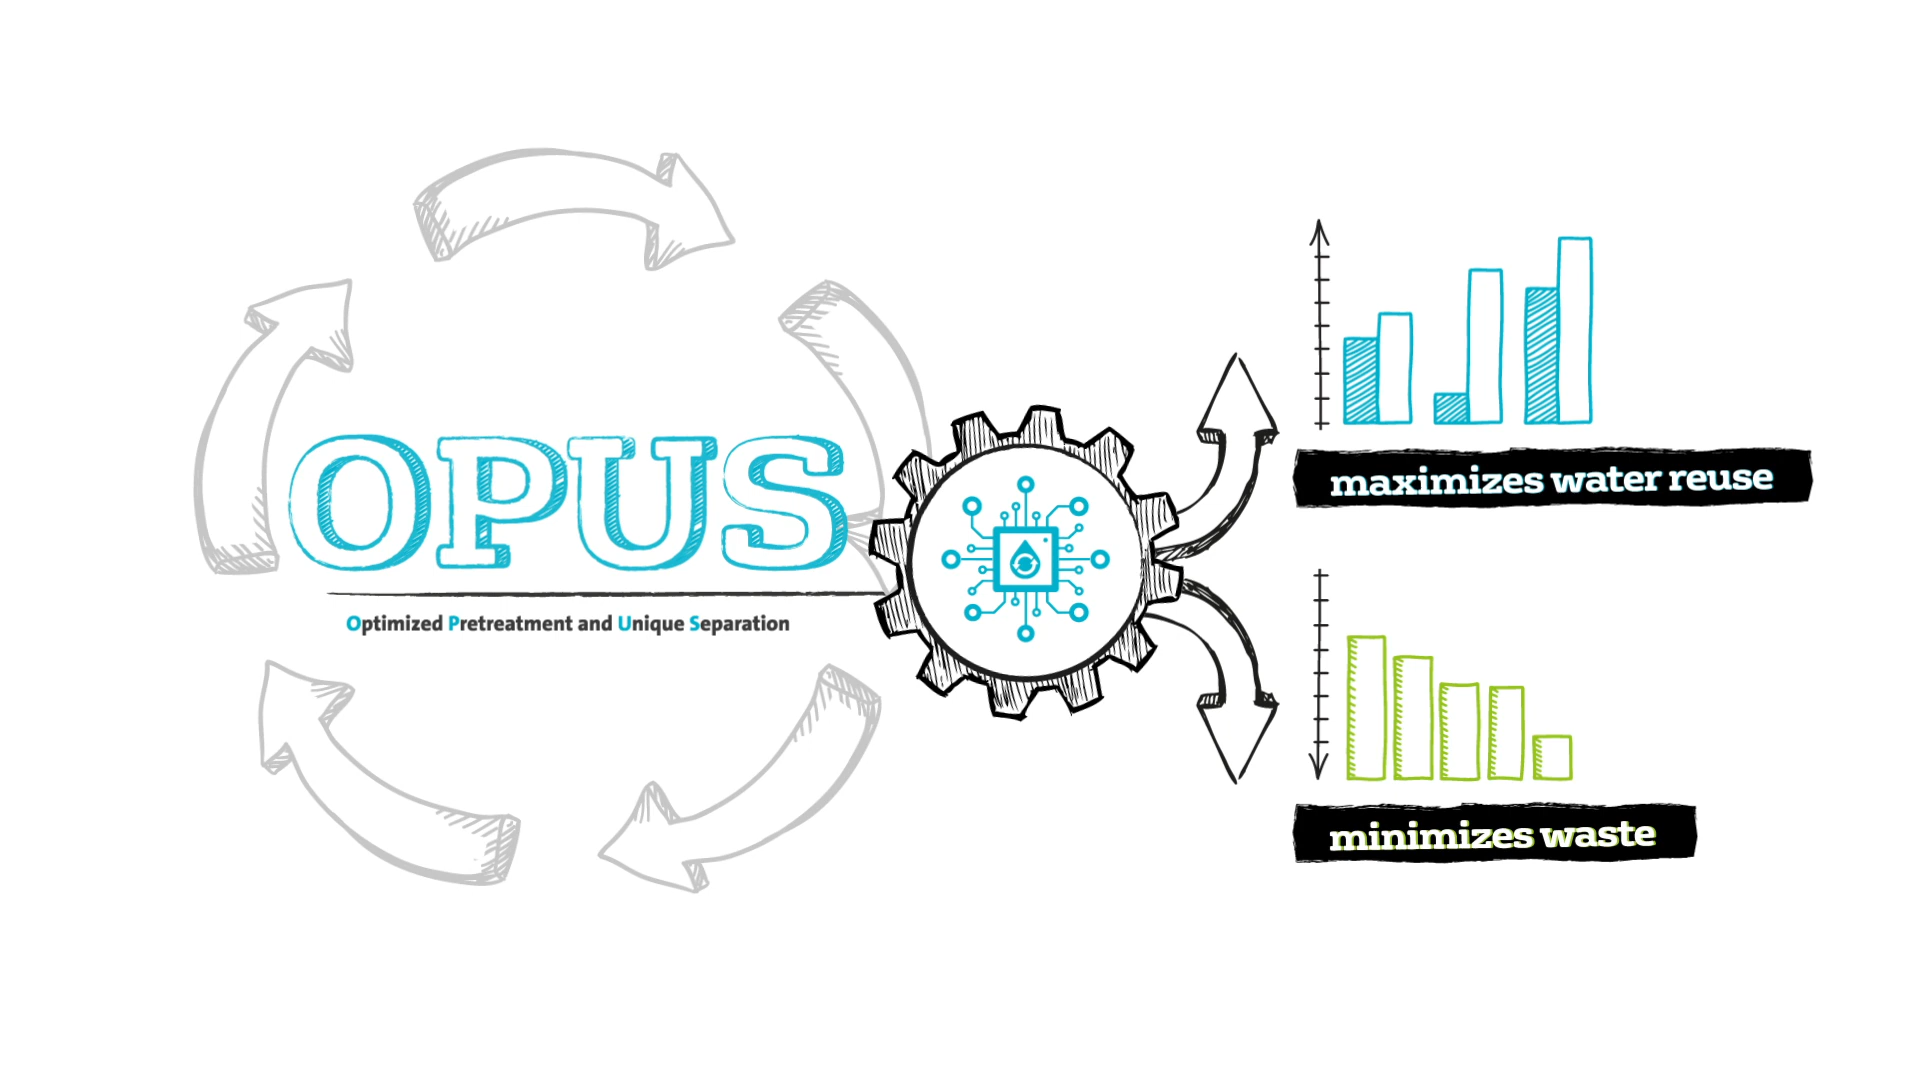 OPUS
Optimized Pretreatment and Unique Separation
maximizes water reuse
minimizes waste